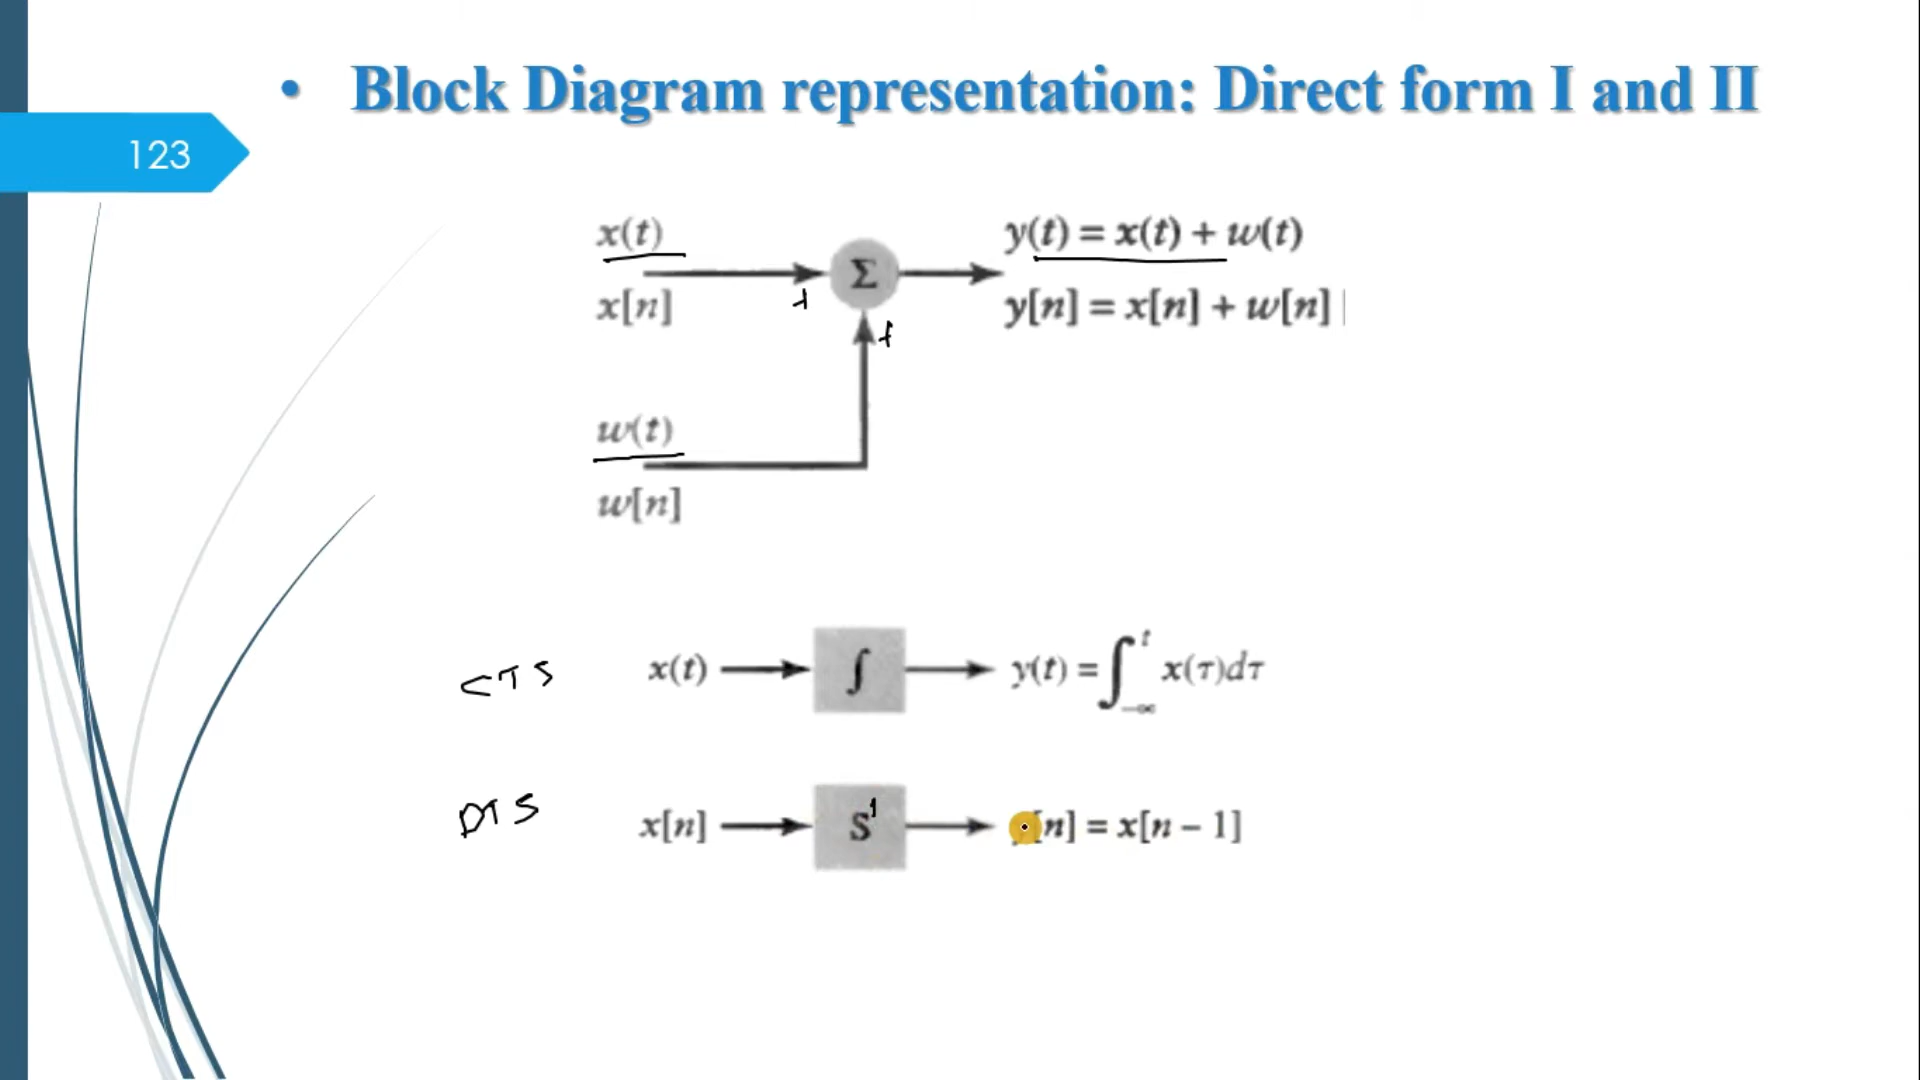 • Block Diagram representation: Direct form I and II
123
x(t)
x[n]
+
Σ
+
y(t) = x(t) + w(t)
y[n] = x[n] + w[n]
w(t)
w[n]
CTS
x(t)
∫
y(t) = ∫_{-∞}^{t} x(τ)dτ
DTS
x[n]
S¹
[n] = x[n – 1]